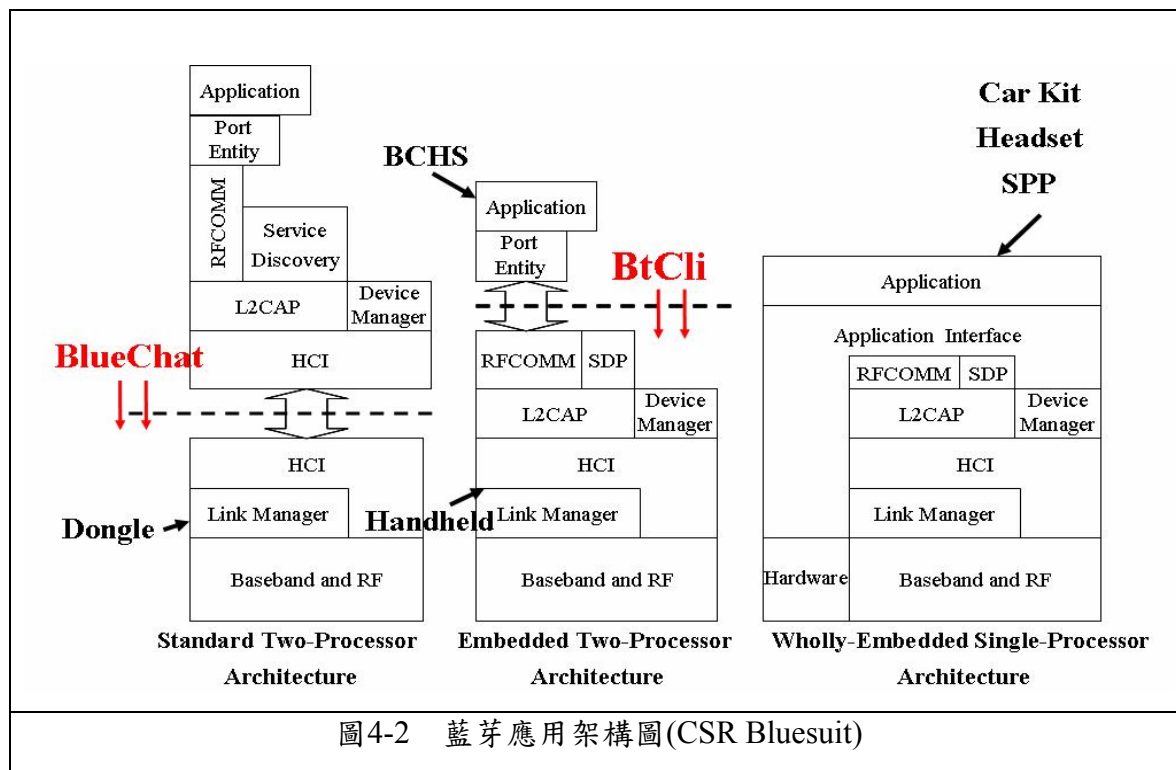 Application
Port
Entity
RFCOMM
Service
Discovery
L2CAP
Device
Manager
HCI
BlueChat
HCI
Link Manager
Dongle
Baseband and RF
Standard Two-Processor
Architecture
BCHS
Application
Port
Entity
BtCli
RFCOMM
SDP
L2CAP
Device
Manager
HCI
Handheld
Link Manager
Baseband and RF
Embedded Two-Processor
Architecture
Car Kit
Headset
SPP
Application
Application Interface
RFCOMM
SDP
L2CAP
Device
Manager
HCI
Link Manager
Hardware
Baseband and RF
Wholly-Embedded Single-Processor
Architecture
圖4-2 藍芽應用架構圖(CSR Bluesuit)